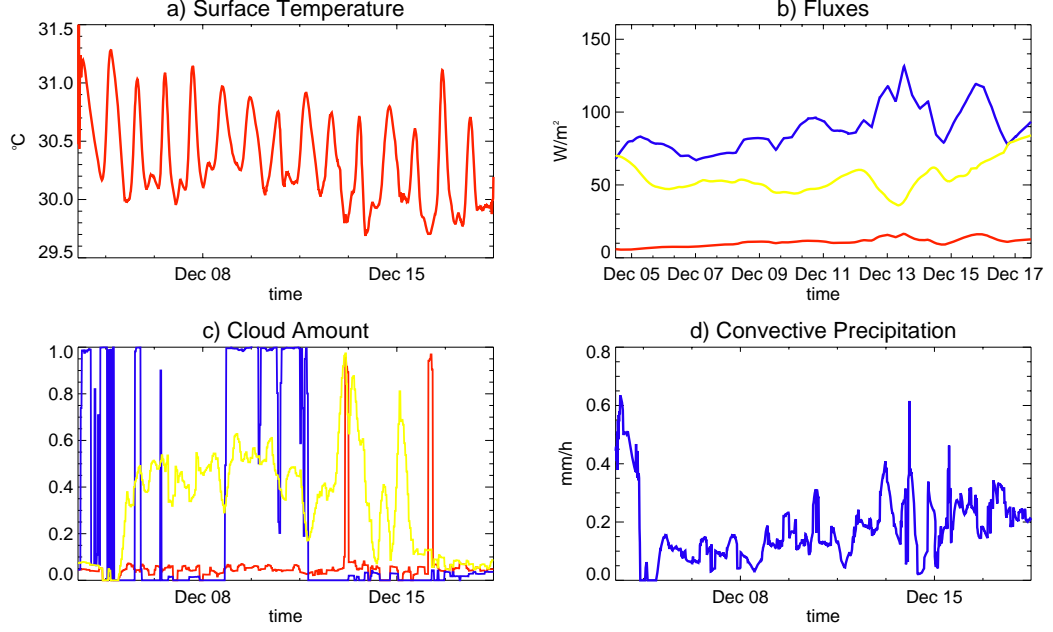 a) Surface Temperature
31.5
31.0
30.5
30.0
29.5
°C
Dec 08
Dec 15
time
b) Fluxes
150
100
50
0
W/m²
Dec 05
Dec 07
Dec 09
Dec 11
Dec 13
Dec 15
Dec 17
time
c) Cloud Amount
1.0
0.8
0.6
0.4
0.2
0.0
Dec 08
Dec 15
time
d) Convective Precipitation
0.8
0.6
0.4
0.2
0.0
mm/h
Dec 08
Dec 15
time